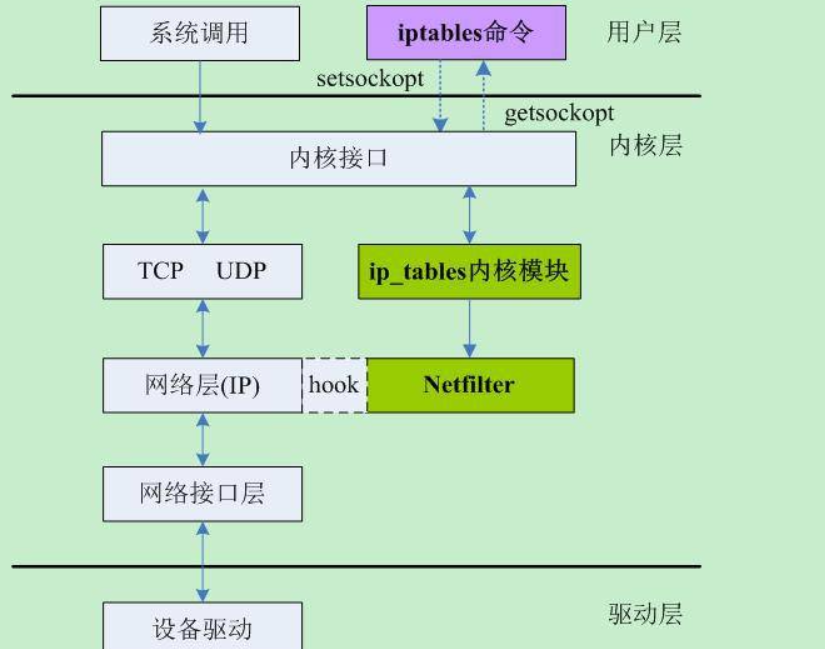 系统调用
iptables命令
用户层
setsockopt
getsockopt
内核层
内核接口
TCP UDP
ip_tables内核模块
网络层(IP)
hook
Netfilter
网络接口层
驱动层
设备驱动